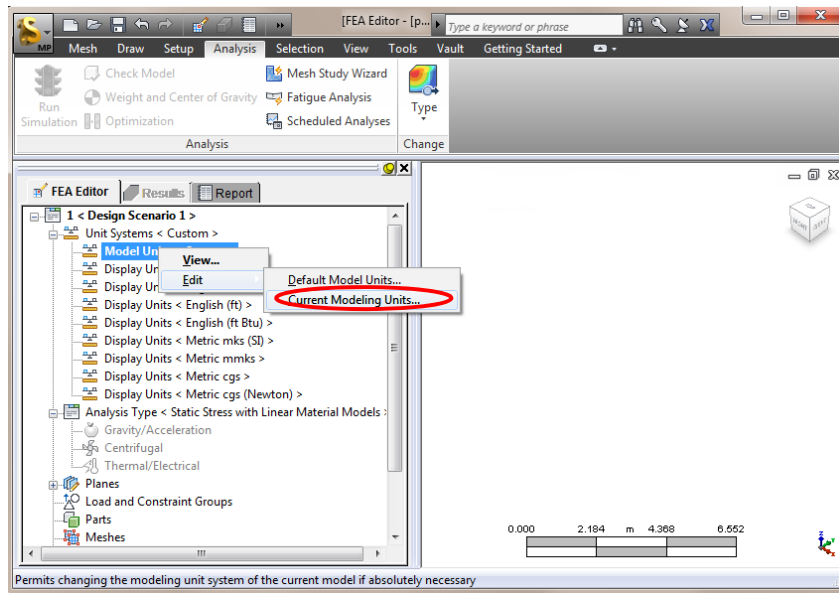 [FEA Editor - [p...
Type a keyword or phrase
MP
Mesh Draw Setup Analysis Selection View Tools Vault Getting Started
Run Simulation
Check Model
Weight and Center of Gravity
Optimization
Mesh Study Wizard
Fatigue Analysis
Scheduled Analyses
Type
Analysis
Change
FEA Editor Results Report
1 < Design Scenario 1 >
Unit Systems < Custom >
Model
View...
Display
Edit
Default Model Units...
Display
Current Modeling Units...
Display Units < English (ft) >
Display Units < English (ft Btu) >
Display Units < Metric mks (SI)
Display Units < Metric mmks >
Display Units < Metric cgs >
Display Units < Metric cgs (Newton) >
Analysis Type < Static Stress with Linear Material Models >
Gravity/Acceleration
Centrifugal
Thermal/Electrical
Planes
Load and Constraint Groups
Parts
Meshes
0.000 2.184 m 4.368 6.552
Permits changing the modeling unit system of the current model if absolutely necessary